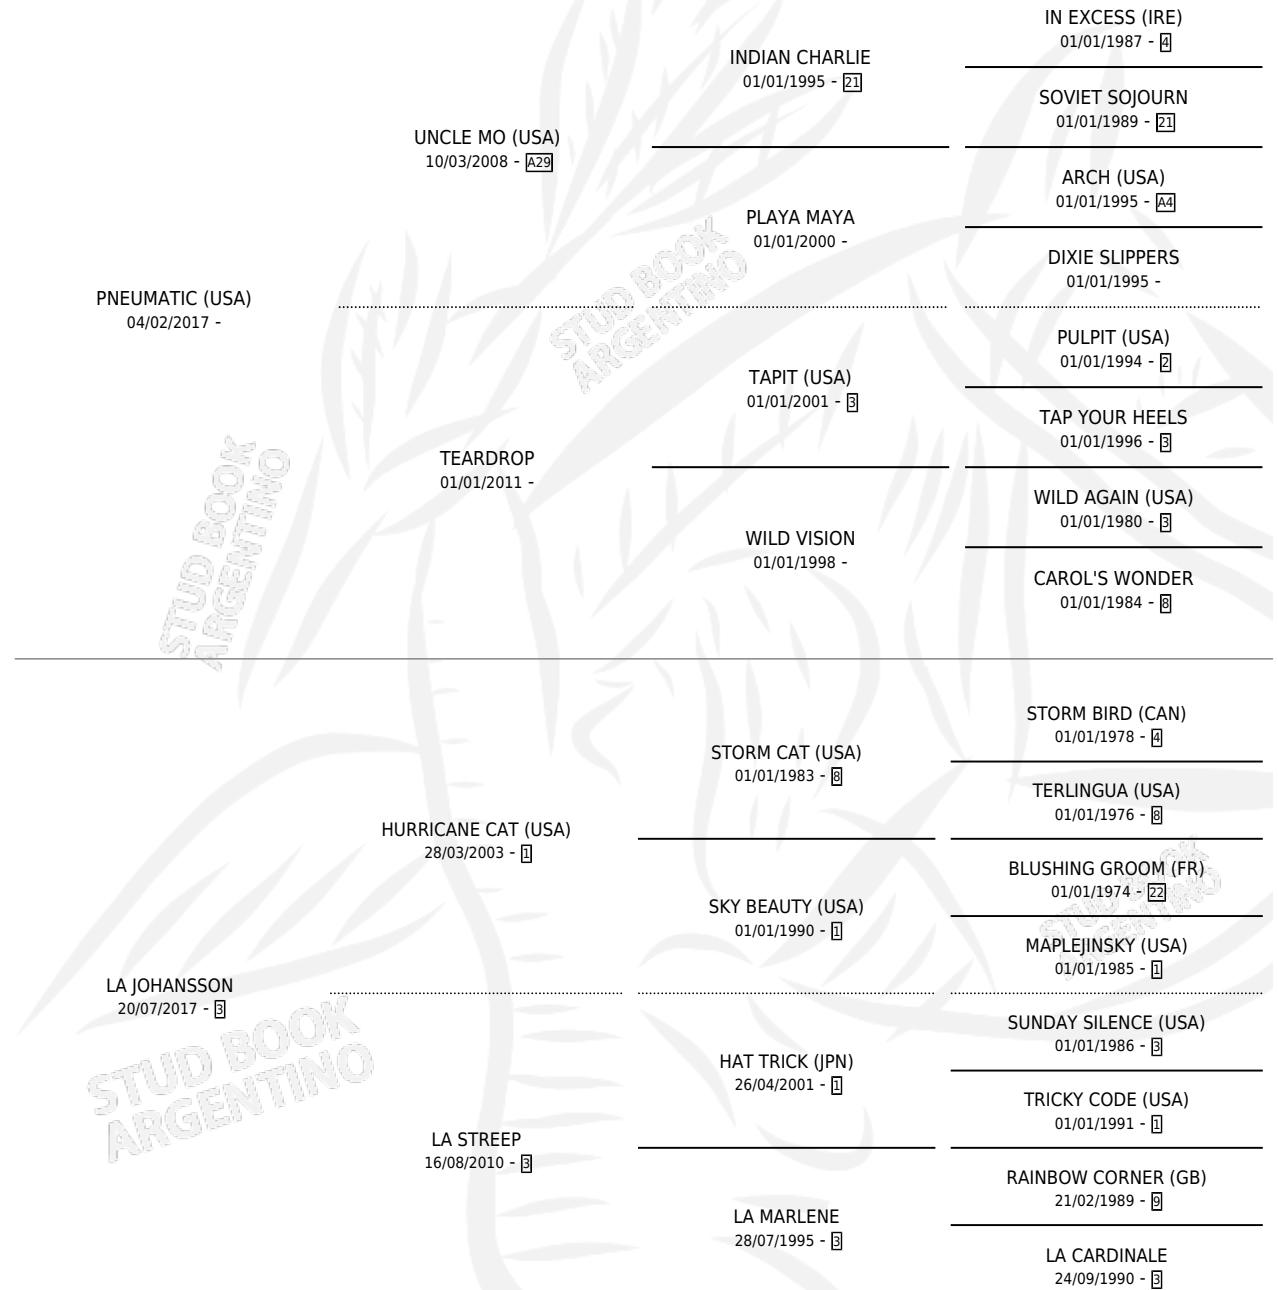 IN EXCESS (IRE)
01/01/1987 - 4
INDIAN CHARLIE
01/01/1995 - 21
SOVIET SOJOURN
01/01/1989 - 21
UNCLE MO (USA)
10/03/2008 - A29
ARCH (USA)
01/01/1995 - A4
PLAYA MAYA
01/01/2000 -
DIXIE SLIPPERS
01/01/1995 -
PNEUMATIC (USA)
04/02/2017 -
PULPIT (USA)
01/01/1994 - 2
TAPIT (USA)
01/01/2001 - 3
TAP YOUR HEELS
01/01/1996 - 3
TEARDROP
01/01/2011 -
WILD AGAIN (USA)
01/01/1980 - 3
WILD VISION
01/01/1998 -
CAROL'S WONDER
01/01/1984 - 8
STORM BIRD (CAN)
01/01/1978 - 4
STORM CAT (USA)
01/01/1983 - 8
TERLINGUA (USA)
01/01/1976 - 8
HURRICANE CAT (USA)
28/03/2003 - 1
BLUSHING GROOM (FR)
01/01/1974 - 22
SKY BEAUTY (USA)
01/01/1990 - 1
MAPLEJINSKY (USA)
01/01/1985 - 1
LA JOHANSSON
20/07/2017 - 3
SUNDAY SILENCE (USA)
01/01/1986 - 3
HAT TRICK (JPN)
26/04/2001 - 1
TRICKY CODE (USA)
01/01/1991 - 1
LA STREEP
16/08/2010 - 3
RAINBOW CORNER (GB)
21/02/1989 - 9
LA MARLENE
28/07/1995 - 3
LA CARDINALE
24/09/1990 - 3
STUD BOOK
ARGENTINO
STUD BOOK
ARGENTINO
STUD BOOK
ARGENTINO
STUD BOOK
ARGENTINO